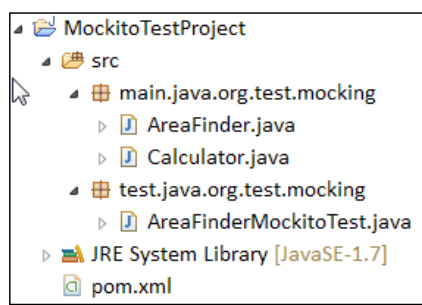 MockitoTestProject
src
main.java.org.test.mocking
AreaFinder.java
Calculator.java
test.java.org.test.mocking
AreaFinderMockitoTest.java
JRE System Library [JavaSE-1.7]
pom.xml